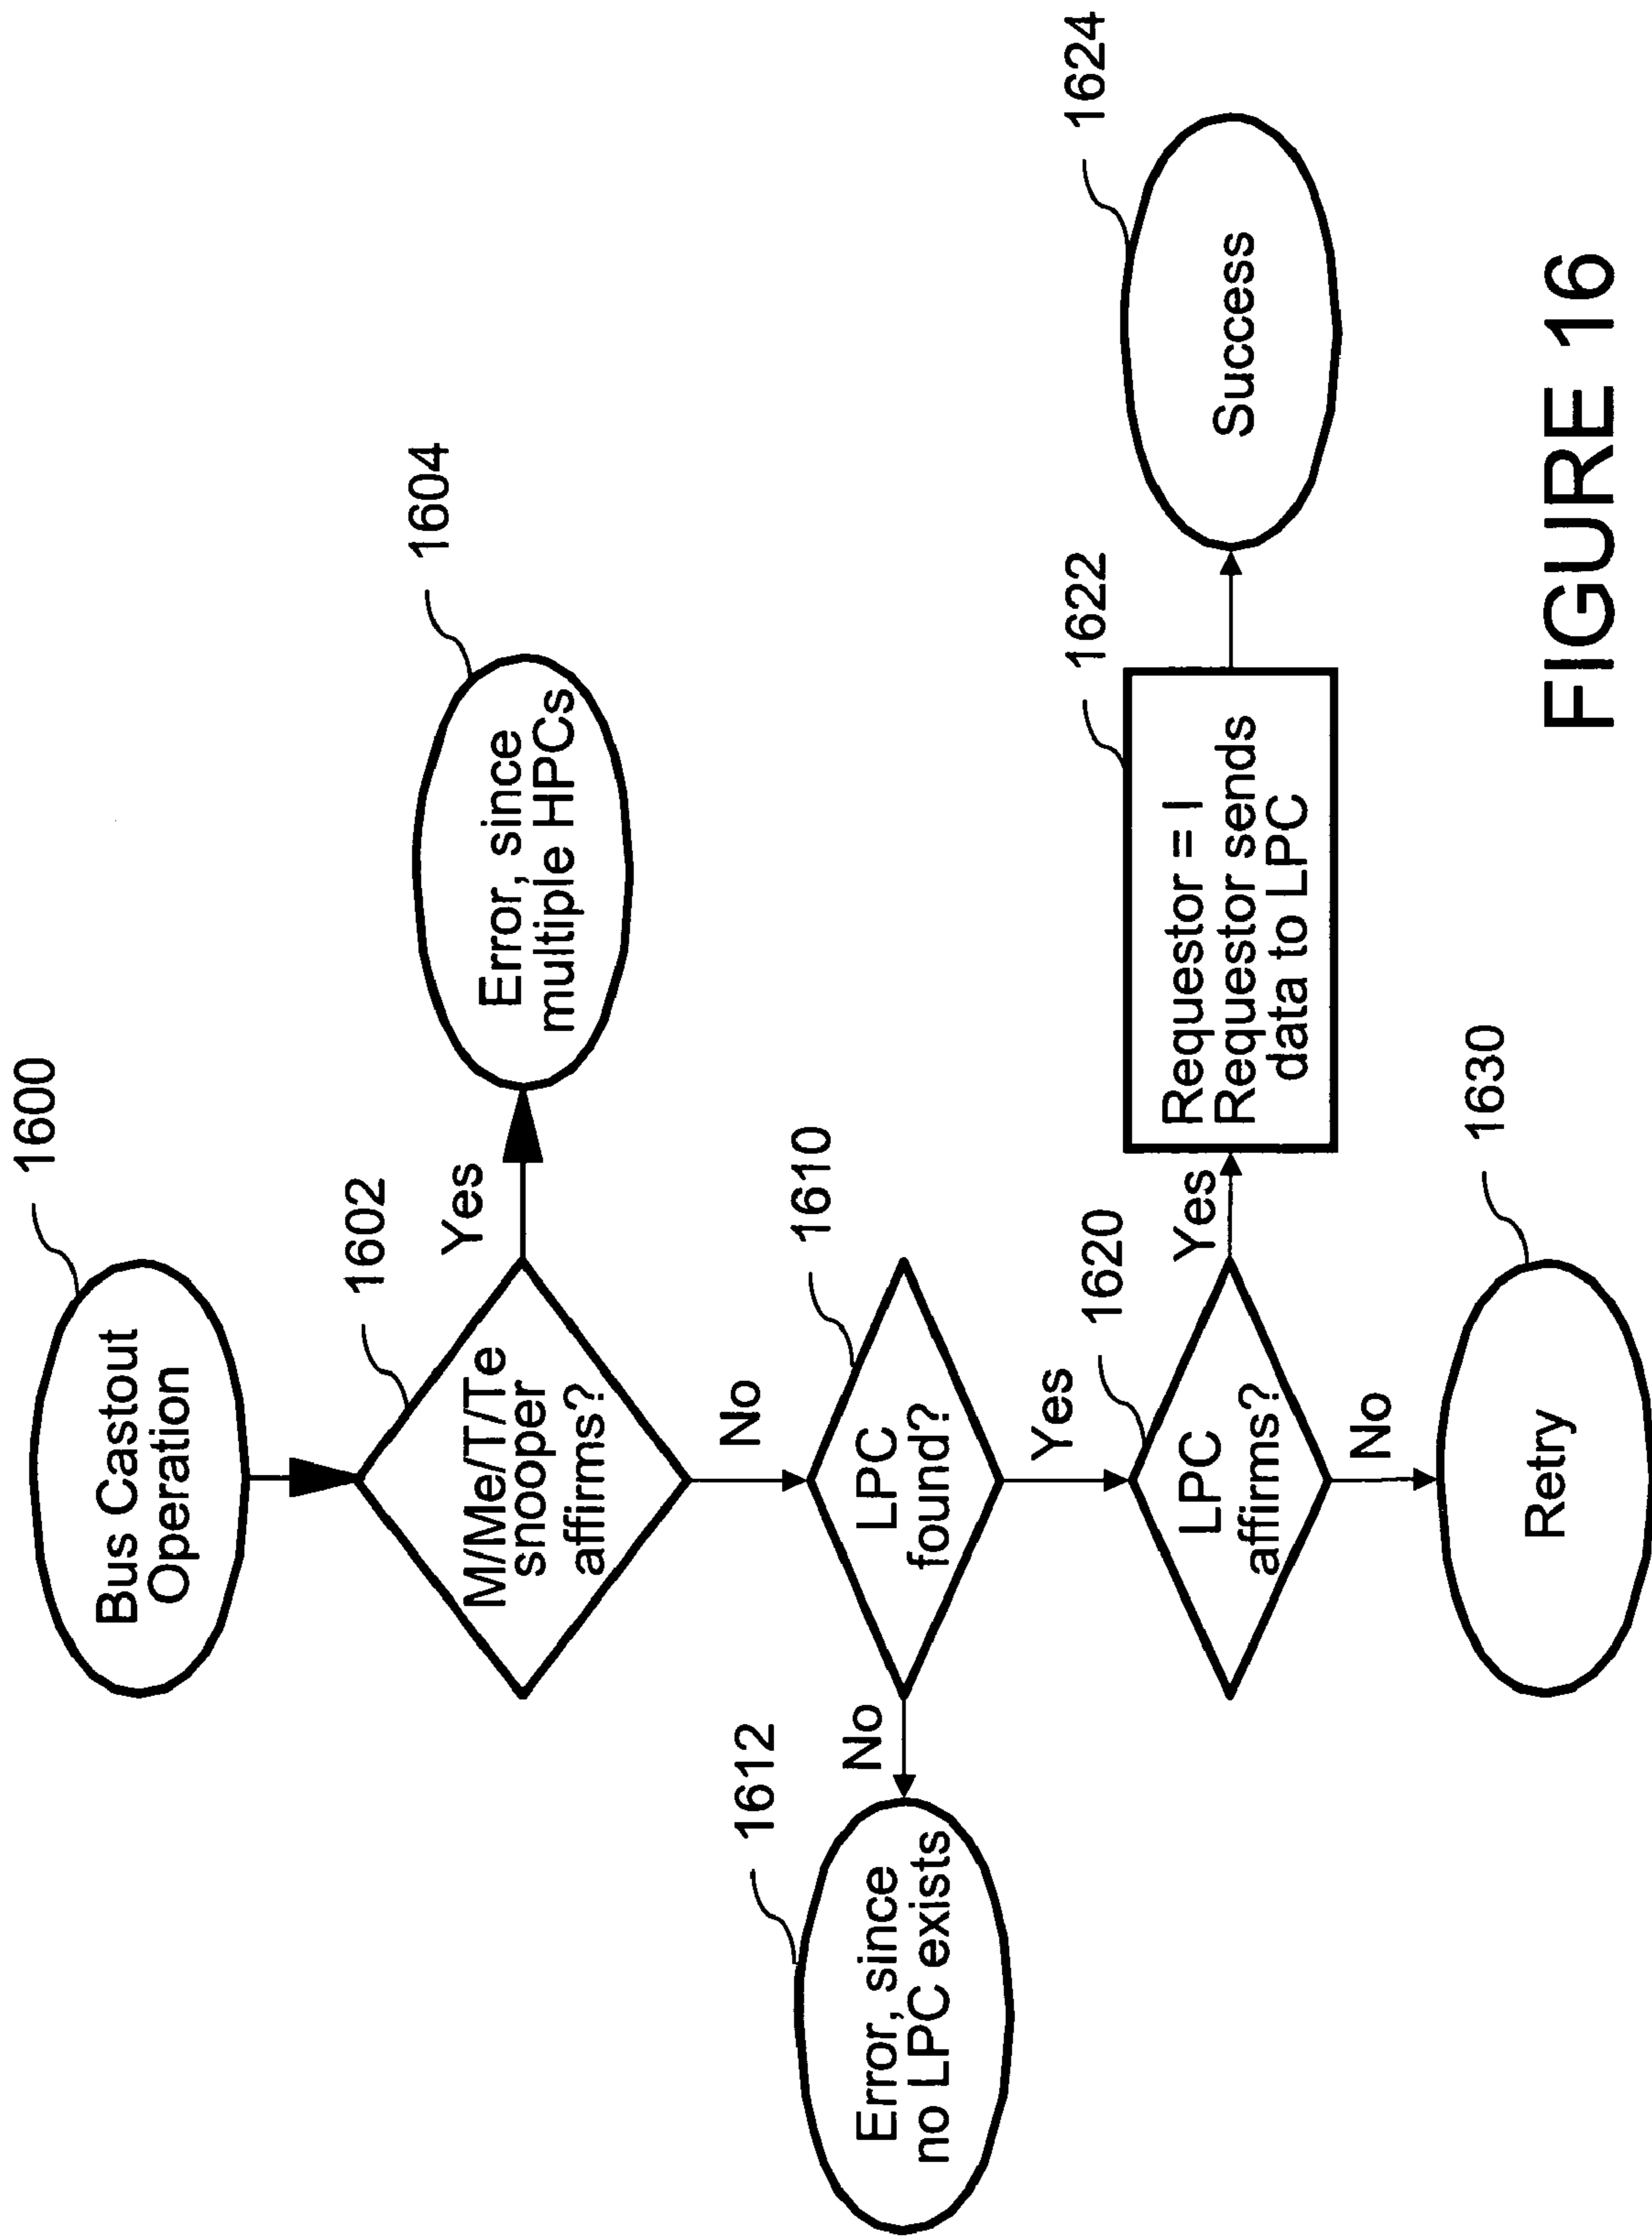 1600
Bus Castout
Operation
1602
M/Me/T/Te
snooper
affirms?
Yes
1604
Error, since
multiple HPCs
No
1610
LPC
found?
No
1612
Error, since
no LPC exists
Yes
1620
LPC
affirms?
Yes
1622
Requestor = I
Requestor sends
data to LPC
1624
Success
No
1630
Retry
FIGURE 16